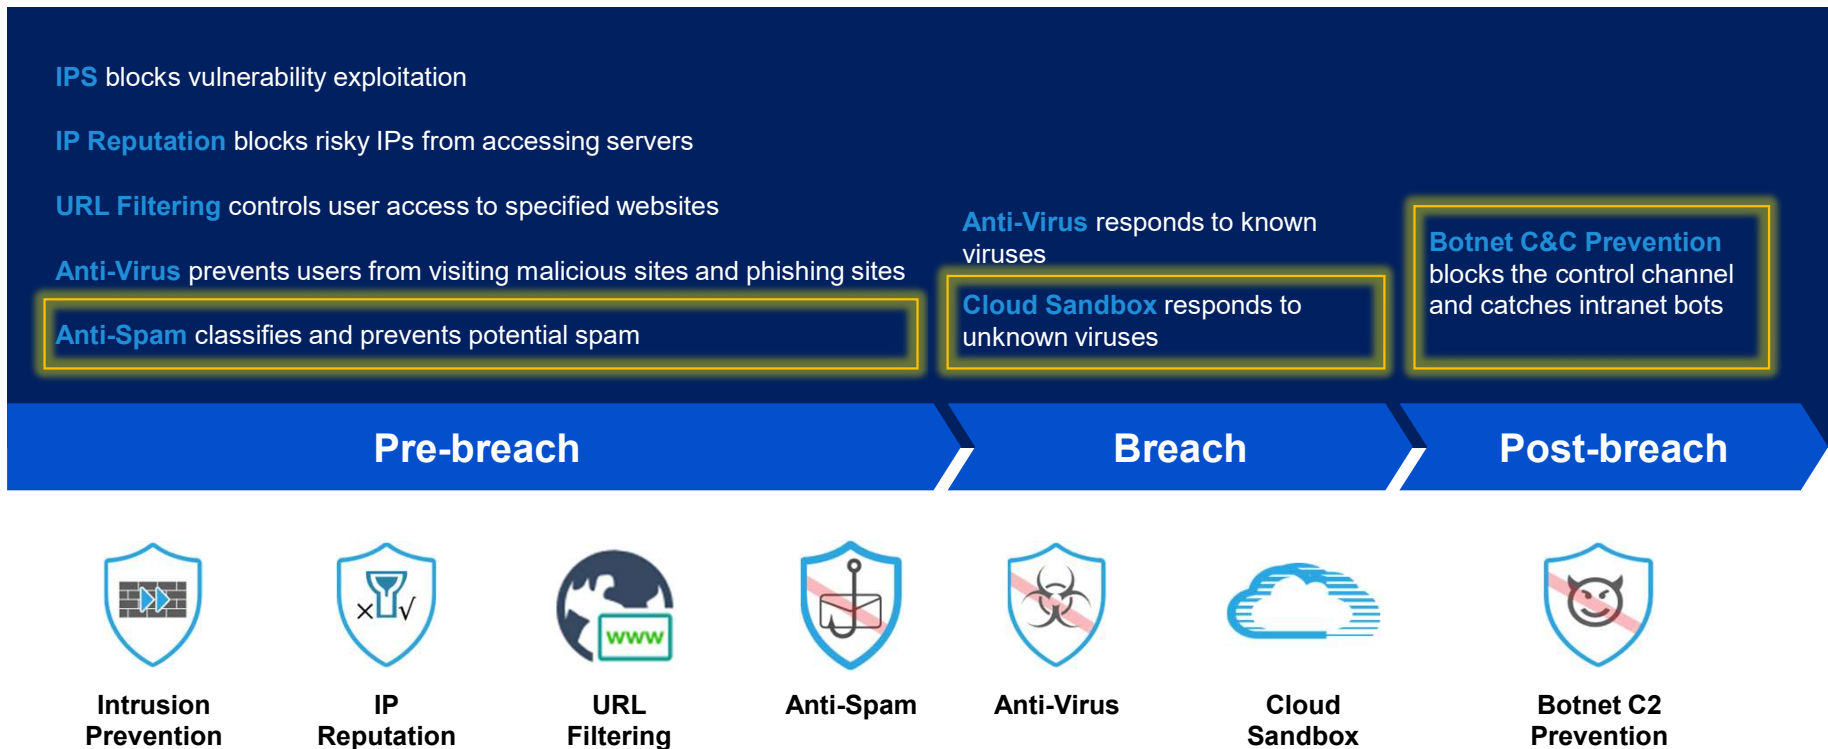 IPS blocks vulnerability exploitation
IP Reputation blocks risky IPs from accessing servers
URL Filtering controls user access to specified websites
Anti-Virus prevents users from visiting malicious sites and phishing sites
Anti-Spam classifies and prevents potential spam
Anti-Virus responds to known
viruses
Cloud Sandbox responds to
unknown viruses
Botnet C&C Prevention
blocks the control channel
and catches intranet bots
Pre-breach
Breach
Post-breach
www
Intrusion
Prevention
IP
Reputation
URL
Filtering
Anti-Spam
Anti-Virus
Cloud
Sandbox
Botnet C2
Prevention